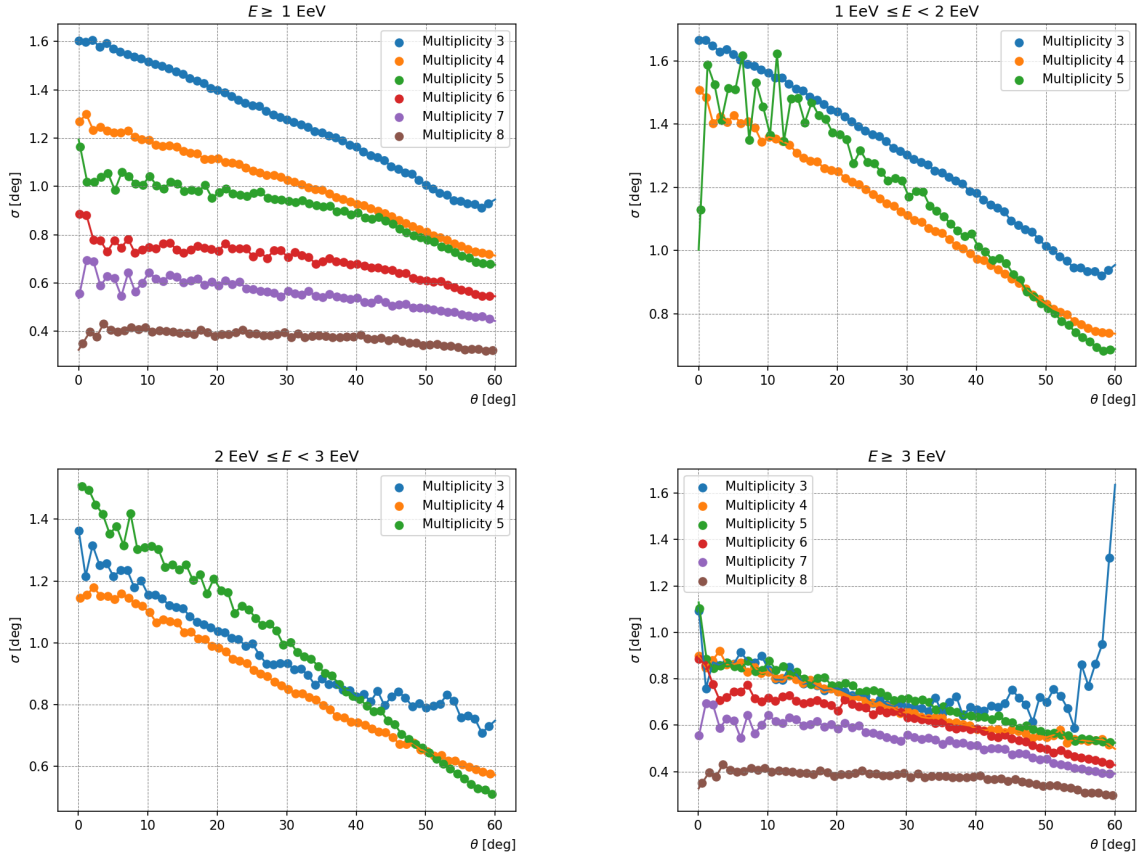 E ≥ 1 EeV
Multiplicity 3
Multiplicity 4
Multiplicity 5
Multiplicity 6
Multiplicity 7
Multiplicity 8
1.6
1.4
1.2
1.0
0.8
0.6
0.4
σ [deg]
0 10 20 30 40 50 60
θ [deg]
1 EeV ≤E < 2 EeV
Multiplicity 3
Multiplicity 4
Multiplicity 5
1.6
1.4
1.2
1.0
0.8
σ [deg]
0 10 20 30 40 50 60
θ [deg]
2 EeV ≤E < 3 EeV
Multiplicity 3
Multiplicity 4
Multiplicity 5
1.4
1.2
1.0
0.8
0.6
σ [deg]
0 10 20 30 40 50 60
θ [deg]
E ≥ 3 EeV
Multiplicity 3
Multiplicity 4
Multiplicity 5
Multiplicity 6
Multiplicity 7
Multiplicity 8
1.6
1.4
1.2
1.0
0.8
0.6
0.4
σ [deg]
0 10 20 30 40 50 60
θ [deg]